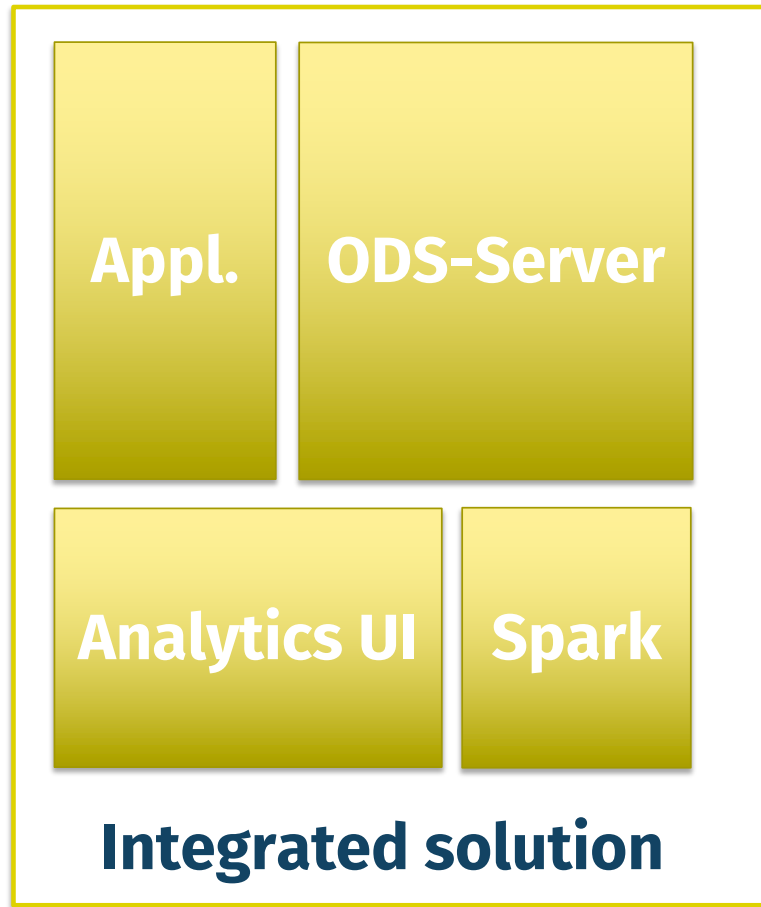 Appl.
ODS-Server
Analytics UI
Spark
Integrated solution